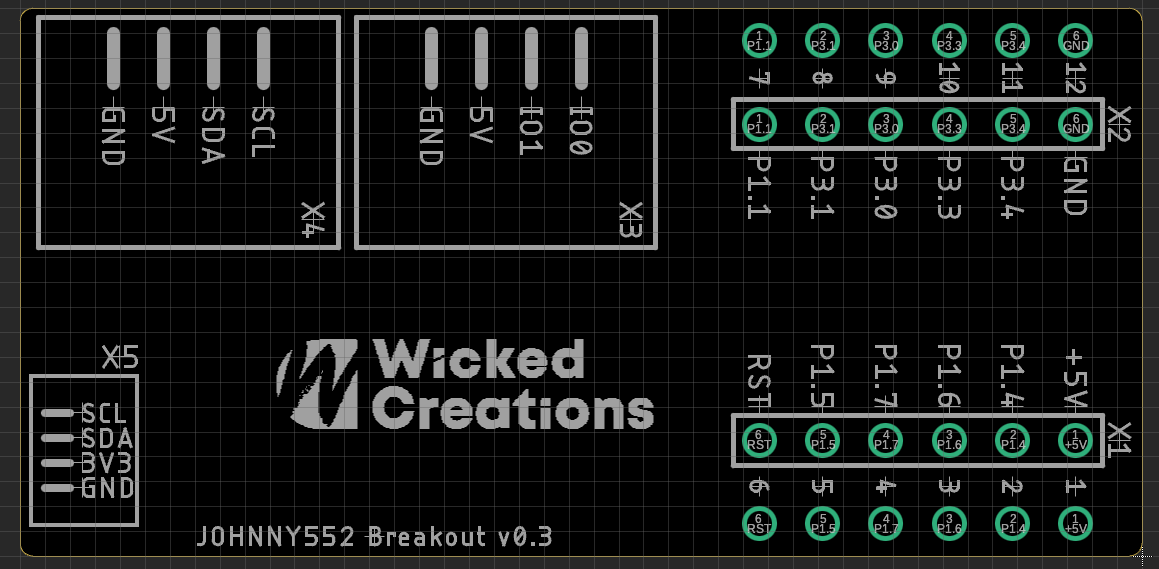 1 2 3 4 5 6
P1.1 P3.1 P3.0 P3.3 P3.4 GND
7 8 9 10 11 12
1 2 3 4 5 6
P1.1 P3.1 P3.0 P3.3 P3.4 GND
X2
P1.1 P3.1 P3.0 P3.3 P3.4 GND
GND 5V SDA SCL
X4
GND 5V IO1 IO0
X3
X5
SCL
SDA
3V3
GND
Wicked
Creations
RST P1.5 P1.7 P1.6 P1.4 +5V
X1
6 5 4 3 2 1
RST P1.5 P1.7 P1.6 P1.4 +5V
6 5 4 3 2 1
6 5 4 3 2 1
RST P1.5 P1.7 P1.6 P1.4 +5V
JOHNNY552 Breakout v0.3